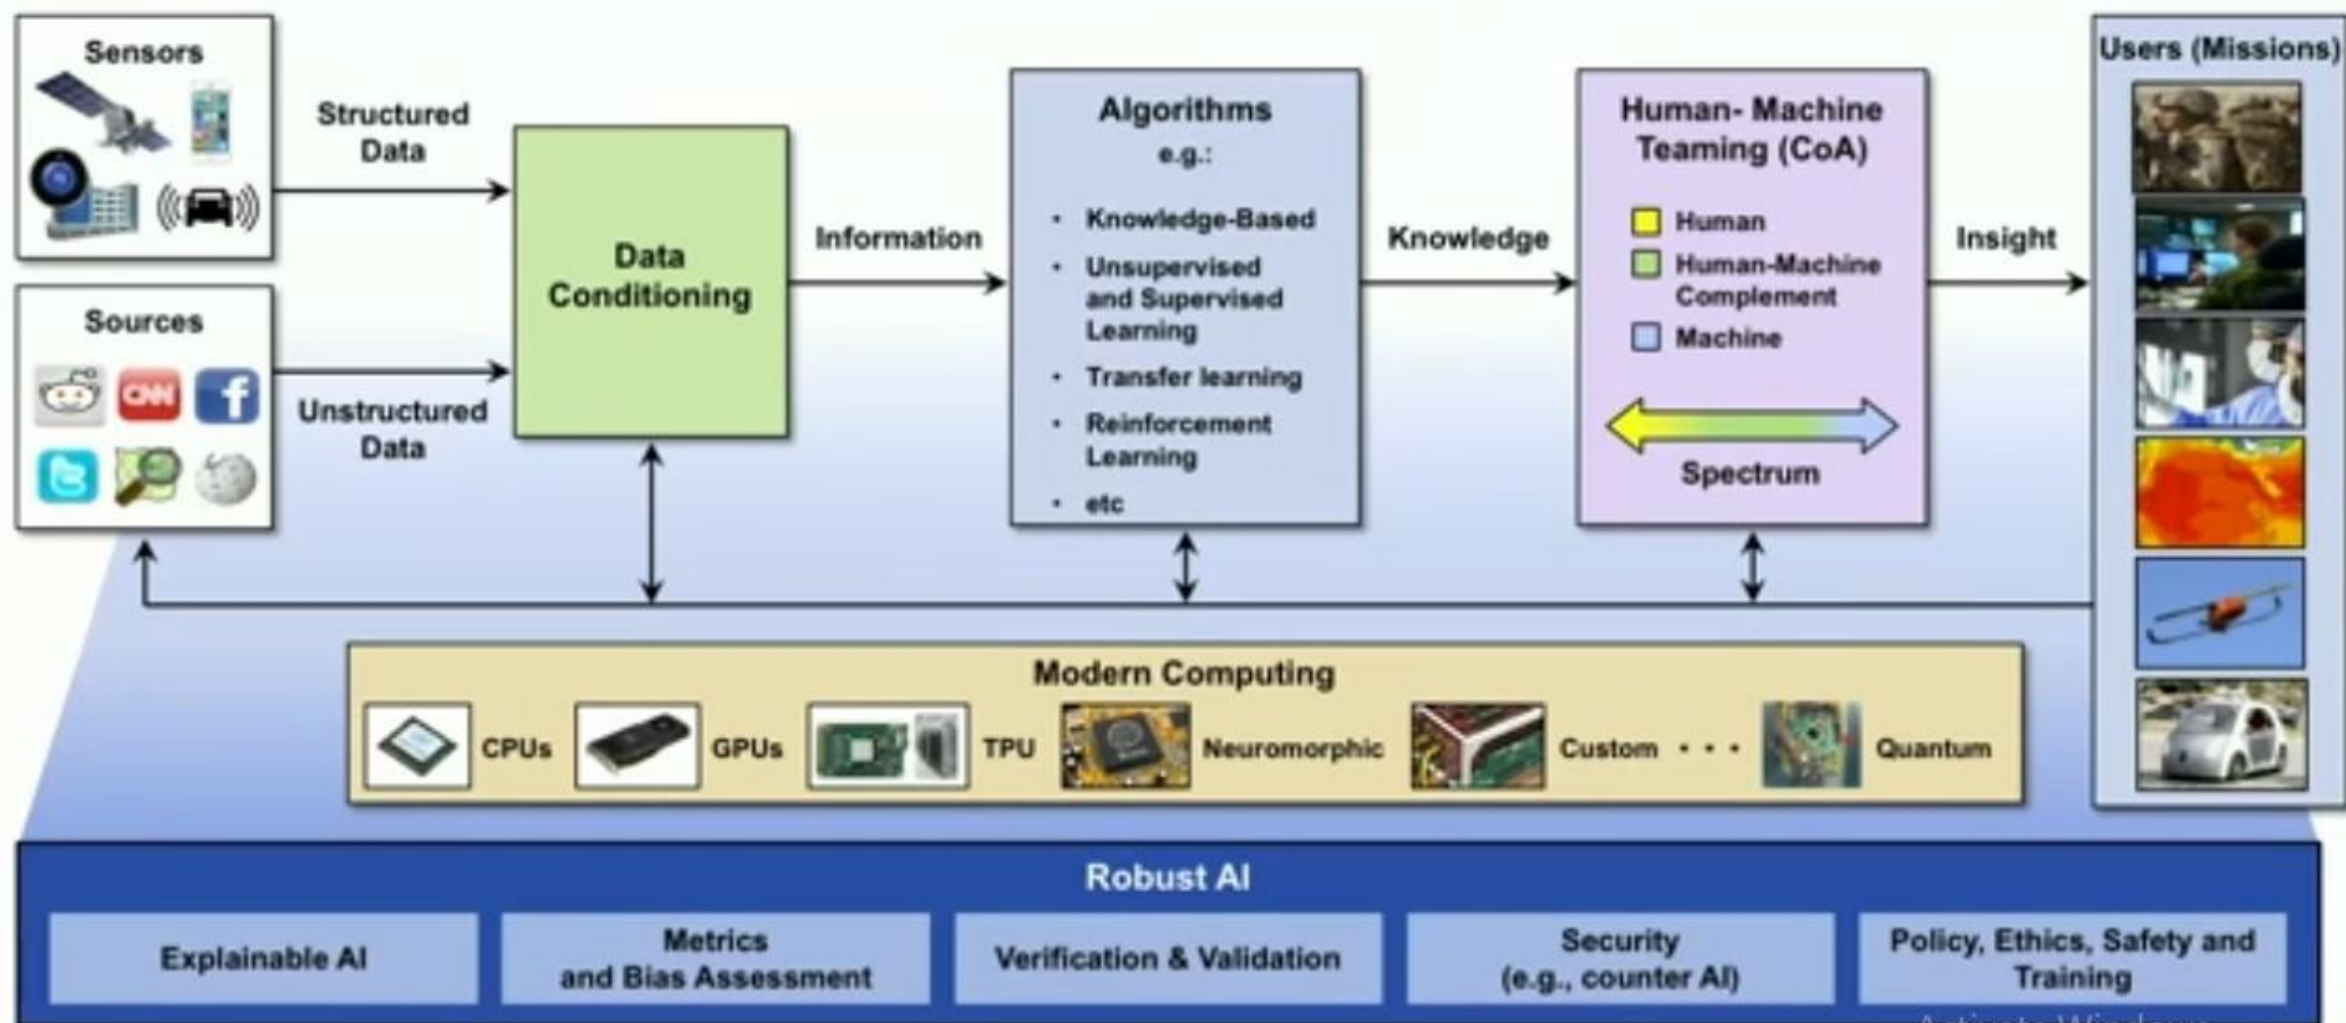 Sensors
Structured
Data
Sources
CNN
f
Unstructured
Data
Data
Conditioning
Information
Algorithms
e.g.:
• Knowledge-Based
• Unsupervised
and Supervised
Learning
• Transfer learning
• Reinforcement
Learning
• etc
Knowledge
Human- Machine
Teaming (CoA)
Human
Human-Machine
Complement
Machine
Spectrum
Insight
Users (Missions)
Modern Computing
CPUs
GPUs
TPU
Neuromorphic
Custom • • •
Quantum
Robust AI
Explainable AI
Metrics
and Bias Assessment
Verification & Validation
Security
(e.g., counter AI)
Policy, Ethics, Safety and
Training